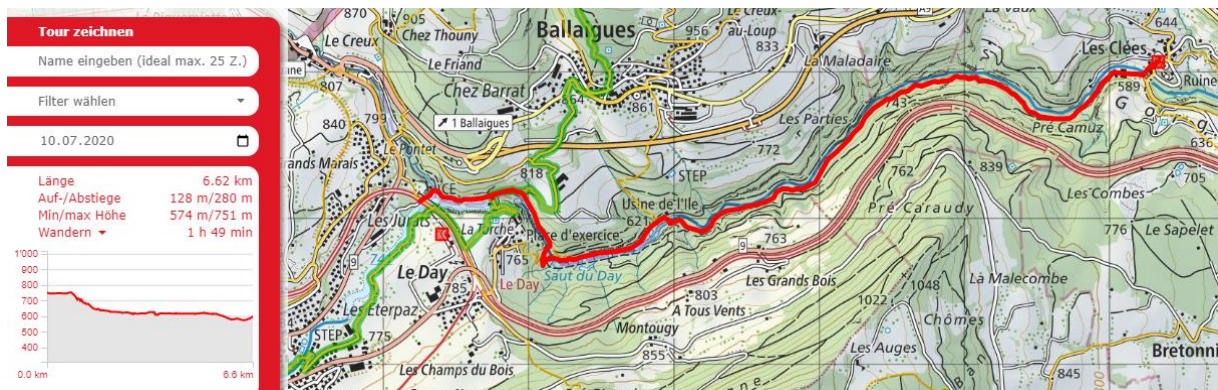 Tour zeichnen
Name eingeben (ideal max. 25 Z.)
Filter wählen
10.07.2020
Länge 6.62 km
Auf-/Abstiege 128 m/280 m
Min/max Höhe 574 m/751 m
Wandern 1 h 49 min
1'000
900
800
700
600
500
400
0.0 km 6.6 km
870
905
Chez Thouny
Le Creux
Ballaigues
956
Le Creux
au-Loup
833
La Maladaire
644
Les Clées
Ruine
589
Le Friand
807
Chez Barrat
864
861
840
799
1 Ballaigues
Les Parties
743
Pré Camuz
636
Le Pontet
772
Grands Marais
818
STEP
762
839
705
Les Combes
Les Jurats
La Turche
Place d'exercice
Usine de l'Ile
621
Pré Caraudy
776
Le Sapelet
9
765
9
763
Le Day
Le Day
Saut du Day
Les Grands Bois
La Malecombe
785
803
A Tous Vents
1022
1048
Les Eterpaz
STEP
775
Montougy
Chômes
855
Les Auges
Bretonni
Les Champs du Bois
845